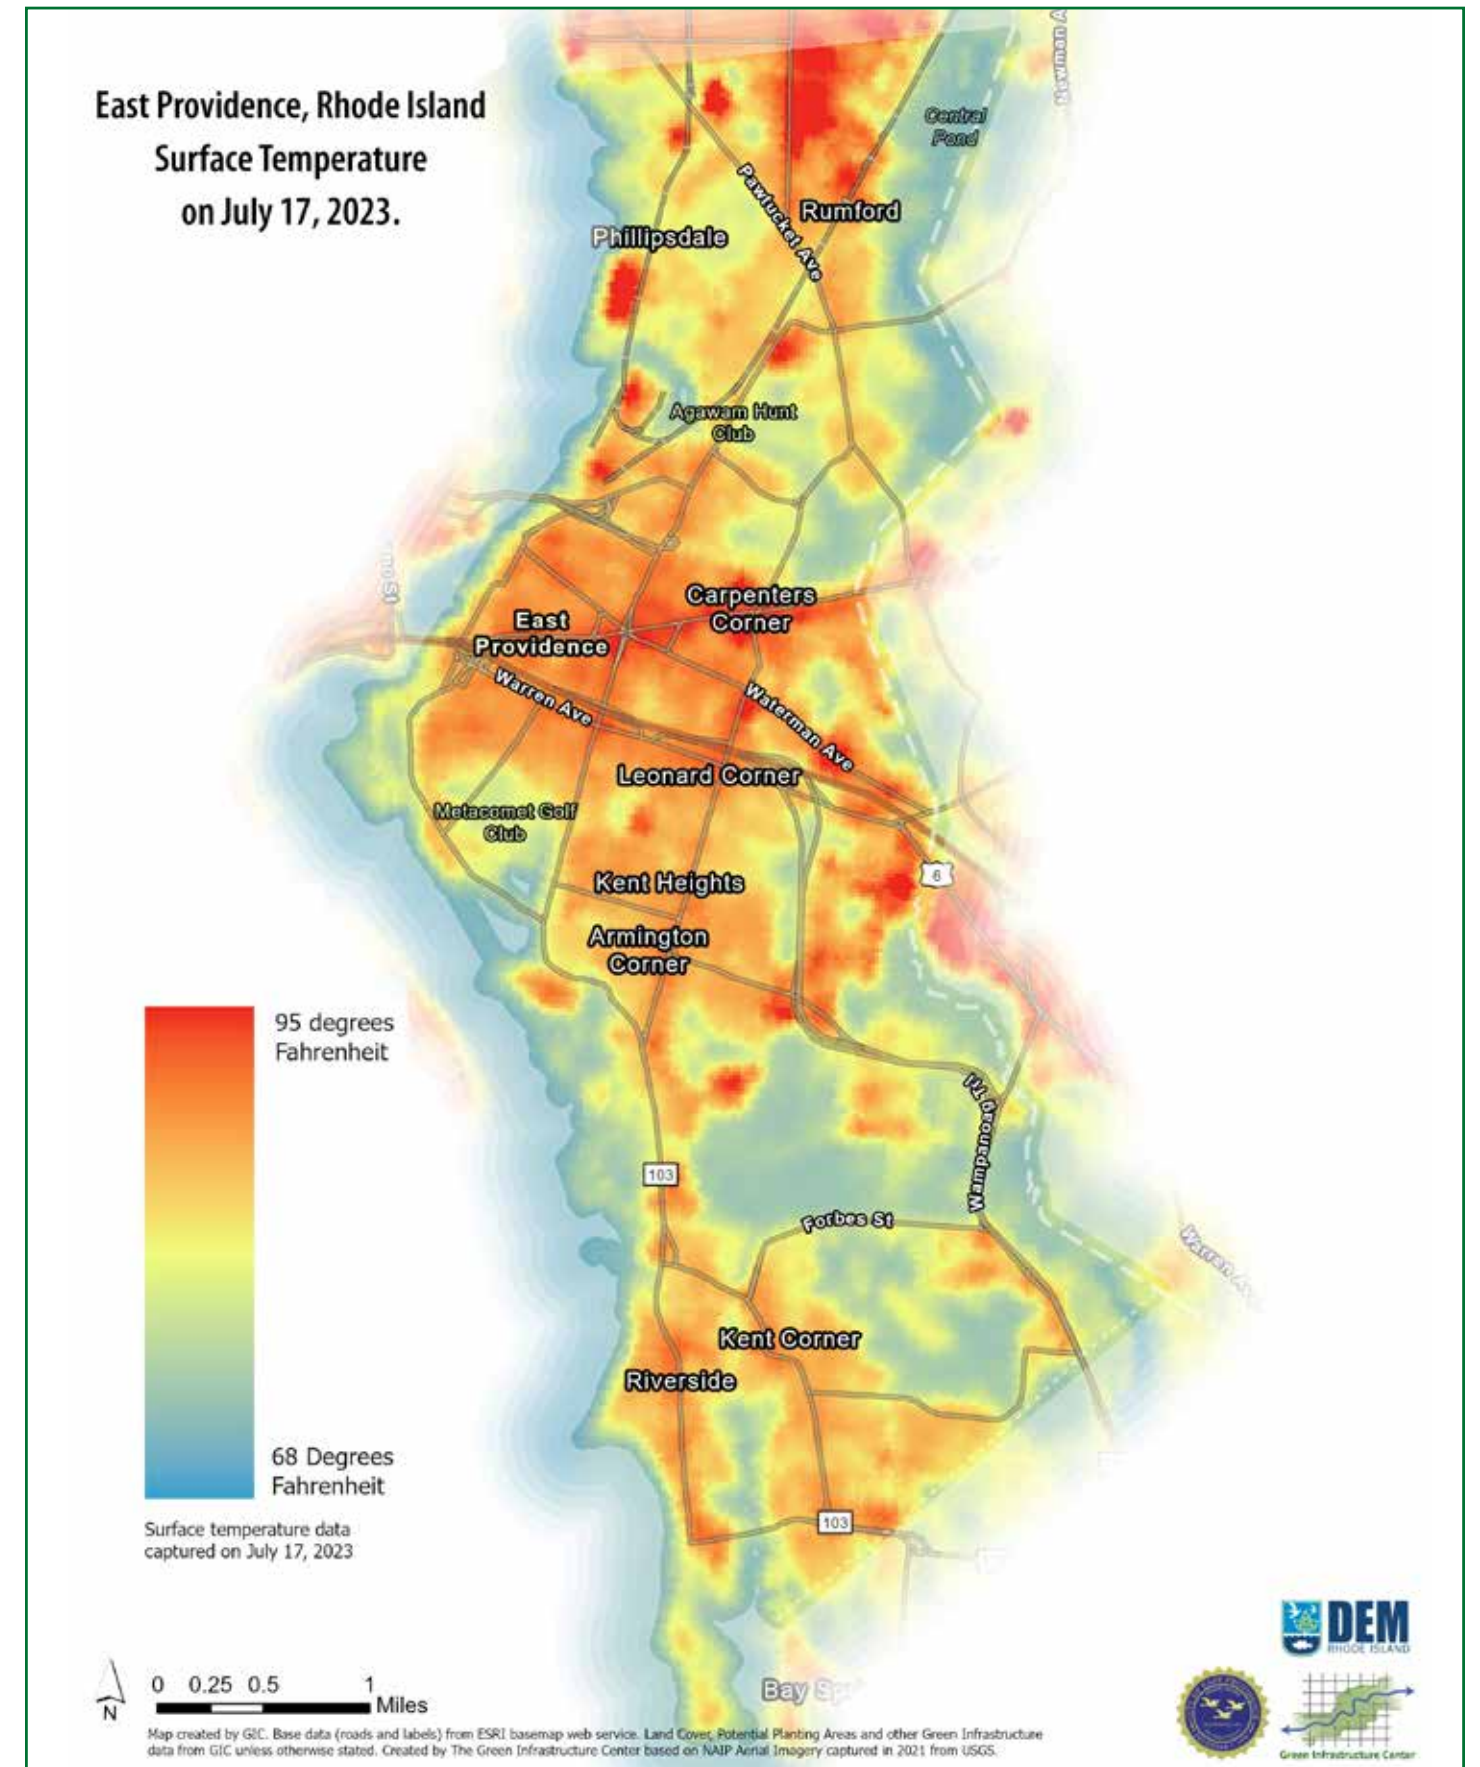 East Providence, Rhode Island
Surface Temperature
on July 17, 2023.
Newman A
Central
Pond
Pawtucket Ave
Rumford
Phillipsdale
Agawam Hunt
Club
Carpenters
Corner
East
Providence
Warren Ave
Waterman Ave
Leonard Corner
Metacomet Golf
Club
Kent Heights
6
Armington
Corner
95 degrees
Fahrenheit
Wampanoag Trl
103
Forbes St
Warren Av
Kent Corner
Riverside
68 Degrees
Fahrenheit
103
Surface temperature data
captured on July 17, 2023
DEM
RHODE ISLAND
0 0.25 0.5 1
Miles
N
Bay Sp
Map created by GIC. Base data (roads and labels) from ESRI basemap web service. Land Cover, Potential Planting Areas and other Green Infrastructure
data from GIC unless otherwise stated. Created by The Green Infrastructure Center based on NAIP Aerial Imagery captured in 2021 from USGS.
Green Infrastructure Center